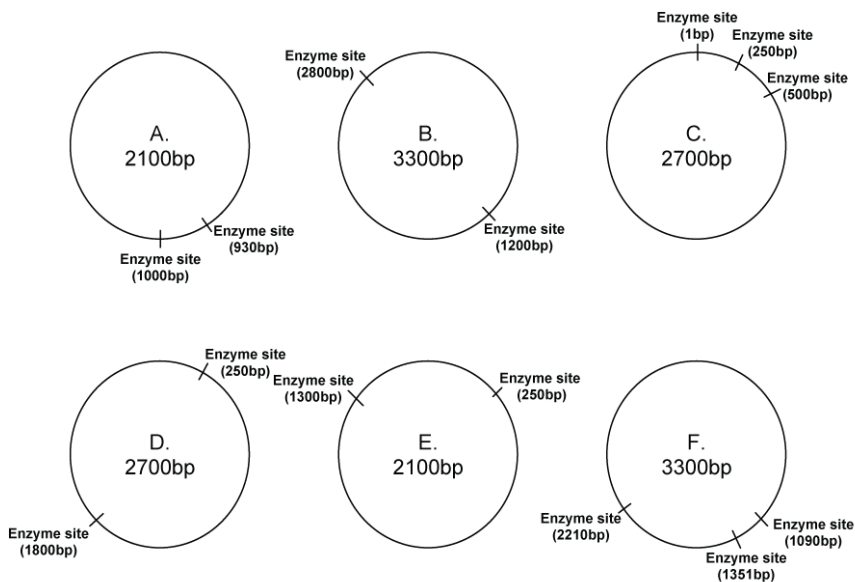 A.
2100bp
Enzyme site
(930bp)
Enzyme site
(1000bp)
B.
3300bp
Enzyme site
(2800bp)
Enzyme site
(1200bp)
C.
2700bp
Enzyme site
(1bp)
Enzyme site
(250bp)
Enzyme site
(500bp)
D.
2700bp
Enzyme site
(250bp)
Enzyme site
(1800bp)
E.
2100bp
Enzyme site
(1300bp)
Enzyme site
(250bp)
F.
3300bp
Enzyme site
(2210bp)
Enzyme site
(1090bp)
Enzyme site
(1351bp)